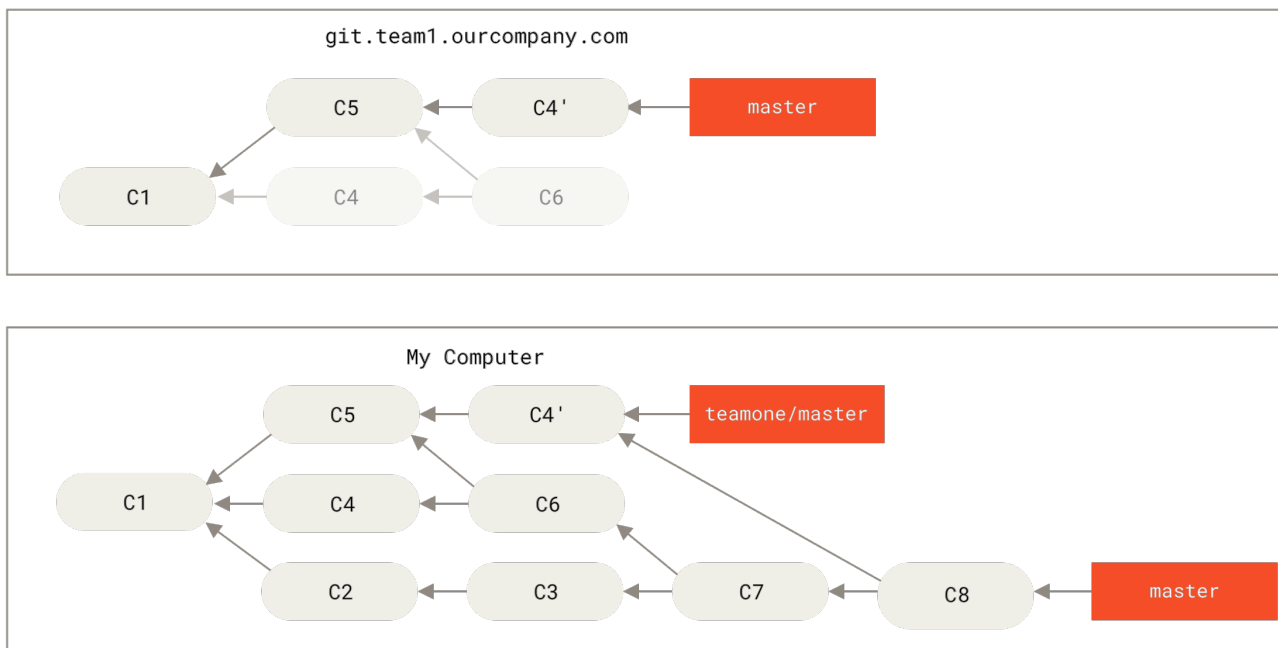 git.team1.ourcompany.com
C5 C4' master
C1 C4 C6
My Computer
C5 C4' teamone/master
C1 C4 C6
C2 C3 C7 C8 master